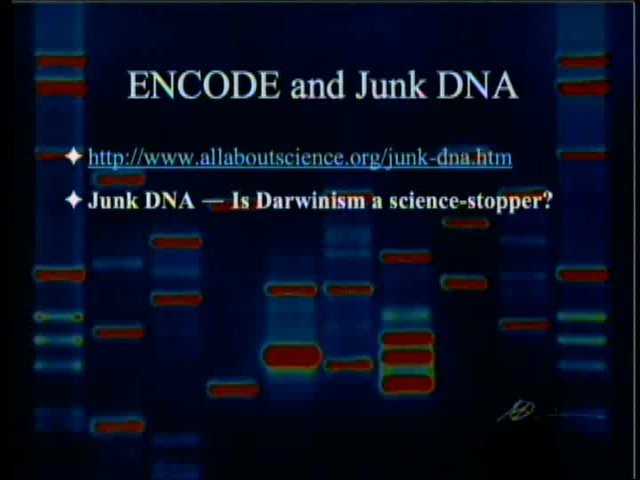 ENCODE and Junk DNA
http://www.allaboutscience.org/junk-dna.htm
Junk DNA — Is Darwinism a science-stopper?